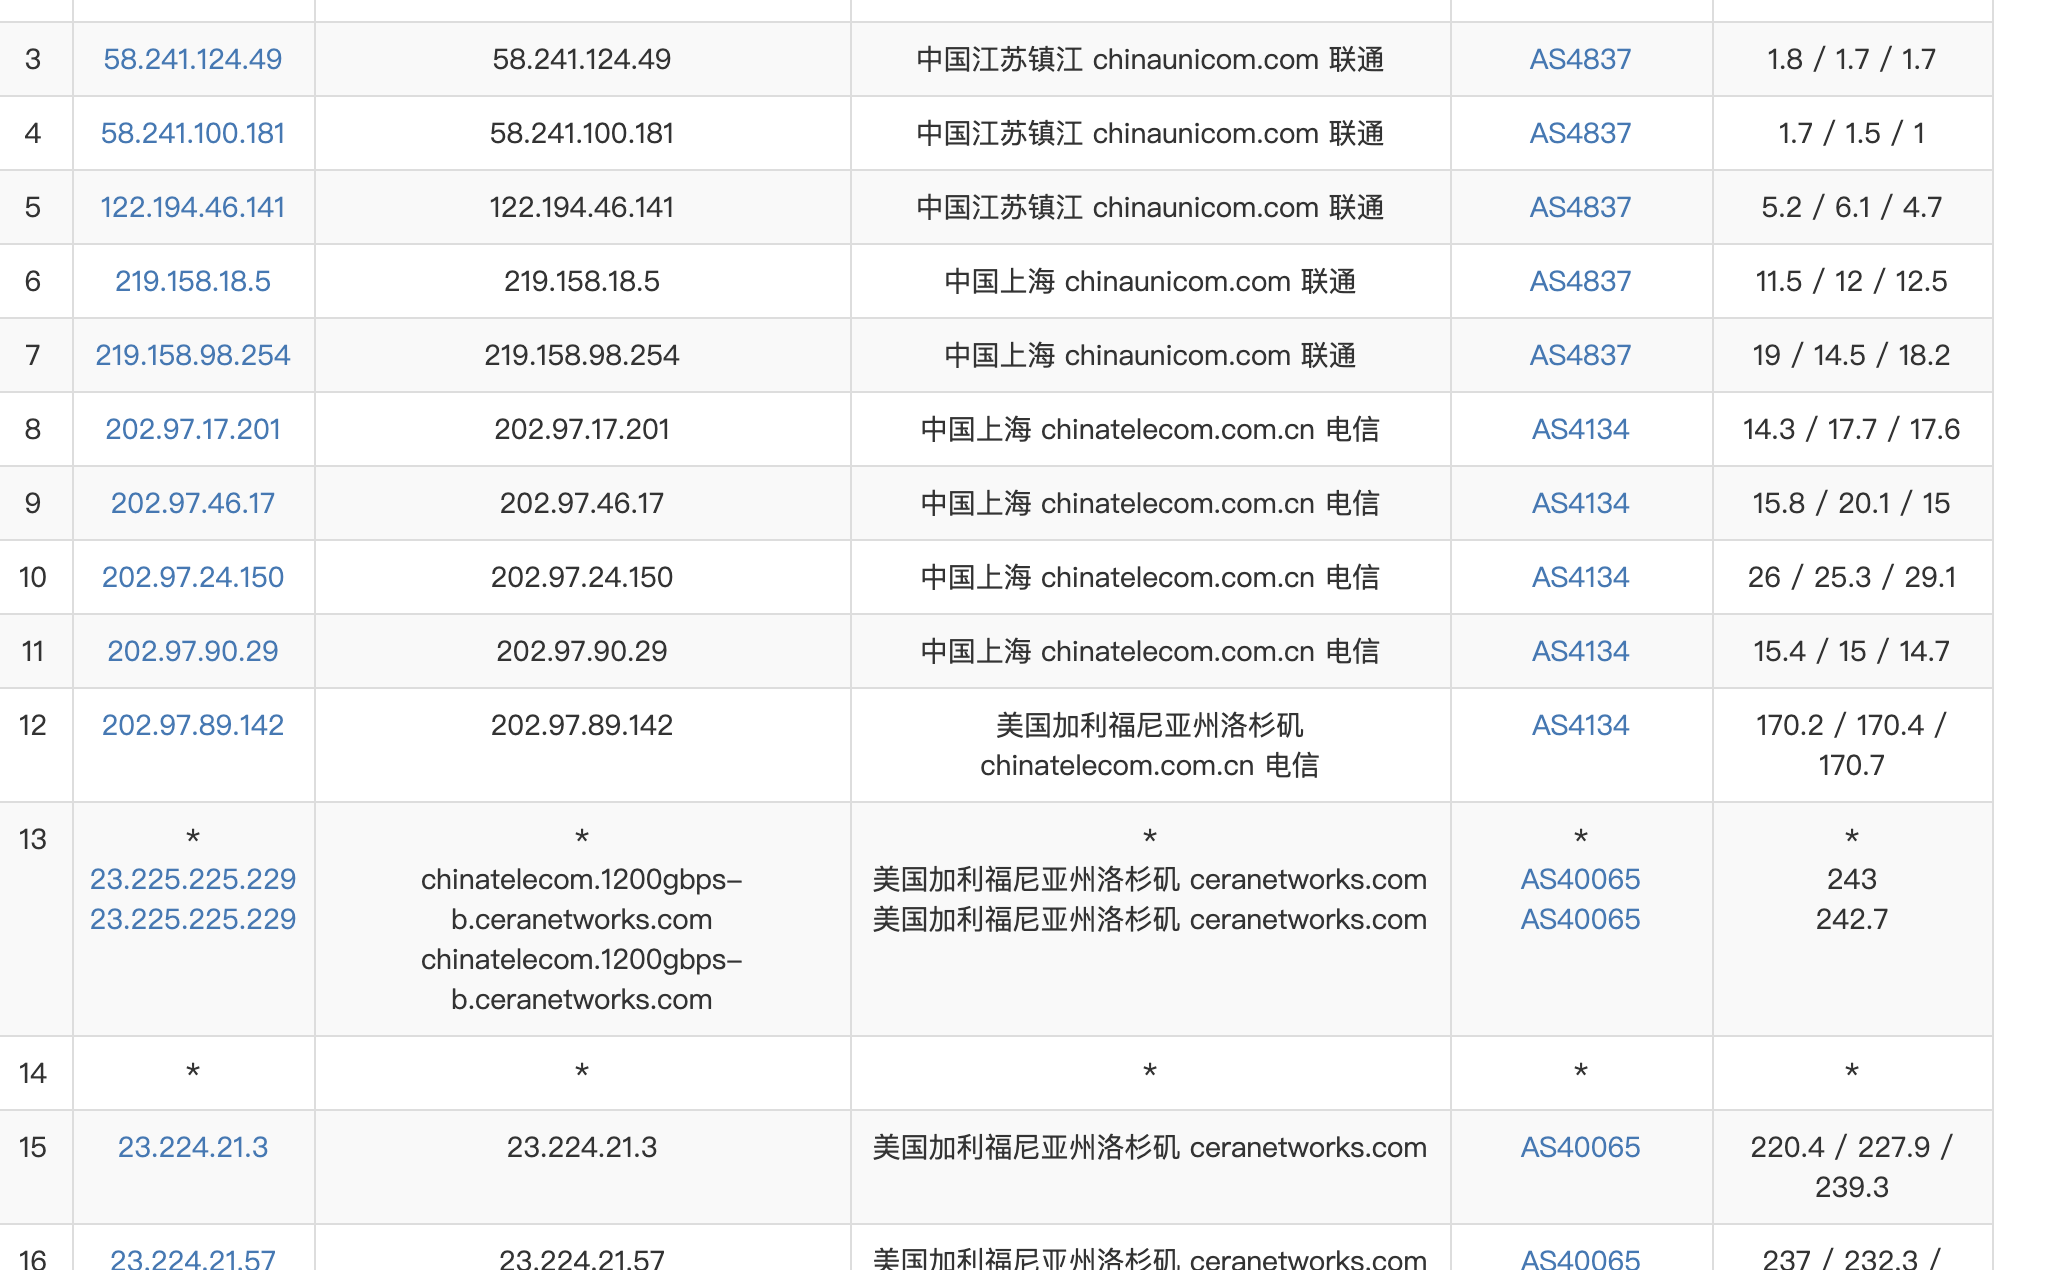 3 58.241.124.49 58.241.124.49 中国江苏镇江 chinaunicom.com 联通 AS4837 1.8 / 1.7 / 1.7
4 58.241.100.181 58.241.100.181 中国江苏镇江 chinaunicom.com 联通 AS4837 1.7 / 1.5 / 1
5 122.194.46.141 122.194.46.141 中国江苏镇江 chinaunicom.com 联通 AS4837 5.2 / 6.1 / 4.7
6 219.158.18.5 219.158.18.5 中国上海 chinaunicom.com 联通 AS4837 11.5 / 12 / 12.5
7 219.158.98.254 219.158.98.254 中国上海 chinaunicom.com 联通 AS4837 19 / 14.5 / 18.2
8 202.97.17.201 202.97.17.201 中国上海 chinatelecom.com.cn 电信 AS4134 14.3 / 17.7 / 17.6
9 202.97.46.17 202.97.46.17 中国上海 chinatelecom.com.cn 电信 AS4134 15.8 / 20.1 / 15
10 202.97.24.150 202.97.24.150 中国上海 chinatelecom.com.cn 电信 AS4134 26 / 25.3 / 29.1
11 202.97.90.29 202.97.90.29 中国上海 chinatelecom.com.cn 电信 AS4134 15.4 / 15 / 14.7
12 202.97.89.142 202.97.89.142 美国加利福尼亚州洛杉矶 AS4134 170.2 / 170.4 /
chinatelecom.com.cn 电信 170.7
13 * * * * *
23.225.225.229 chinatelecom.1200gbps- 美国加利福尼亚州洛杉矶 ceranetworks.com AS40065 243
23.225.225.229 b.ceranetworks.com 美国加利福尼亚州洛杉矶 ceranetworks.com AS40065 242.7
chinatelecom.1200gbps-
b.ceranetworks.com
14 * * * * *
15 23.224.21.3 23.224.21.3 美国加利福尼亚州洛杉矶 ceranetworks.com AS40065 220.4 / 227.9 /
239.3
16 23.224.21.57 23.224.21.57 美国加利福尼亚州洛杉矶 ceranetworks.com AS40065 237 / 232.3 /